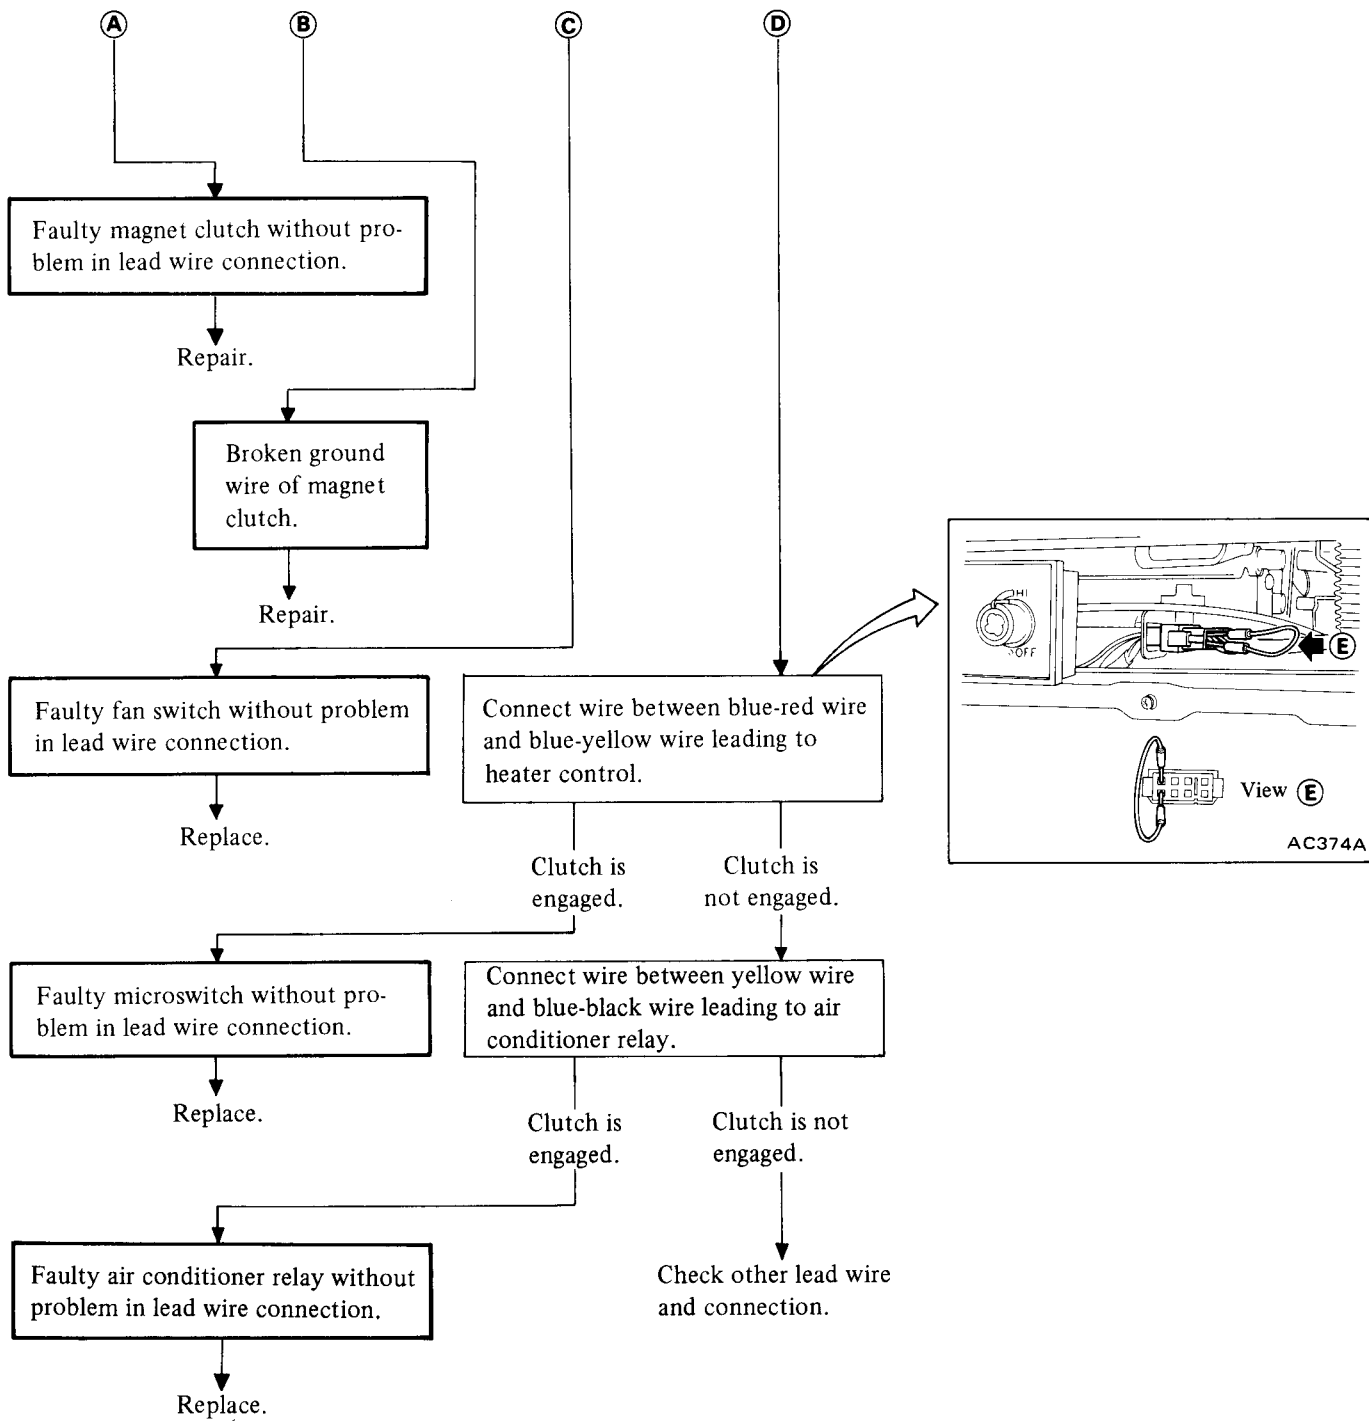 A B C D
Faulty magnet clutch without pro-
blem in lead wire connection.
Repair.
Broken ground
wire of magnet
clutch.
Repair.
Faulty fan switch without problem
in lead wire connection.
Replace.
Connect wire between blue-red wire
and blue-yellow wire leading to
heater control.
HI
OFF
E
View E
AC374A
Clutch is
engaged.
Clutch is
not engaged.
Faulty microswitch without pro-
blem in lead wire connection.
Replace.
Connect wire between yellow wire
and blue-black wire leading to air
conditioner relay.
Clutch is
engaged.
Clutch is not
engaged.
Faulty air conditioner relay without
problem in lead wire connection.
Replace.
Check other lead wire
and connection.